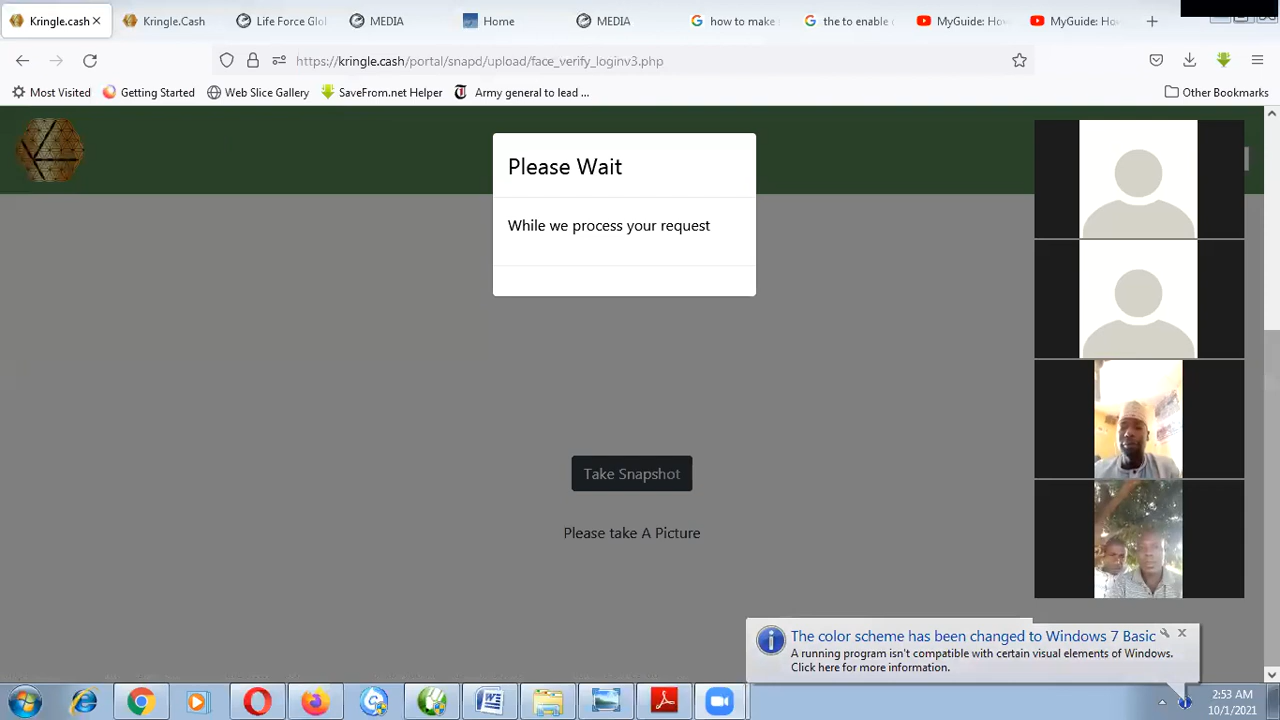 Kringle.cash
Kringle.Cash
Life Force Glo
MEDIA
Home
MEDIA
how to make
the to enable
MyGuide: How
MyGuide: How
https://kringle.cash/portal/snapd/upload/face_verify_loginv3.php
Most Visited
Getting Started
Web Slice Gallery
SaveFrom.net Helper
Army general to lead ...
Other Bookmarks
Please Wait
While we process your request
Take Snapshot
Please take A Picture
The color scheme has been changed to Windows 7 Basic
A running program isn't compatible with certain visual elements of Windows.
Click here for more information.
2:53 AM
10/1/2021